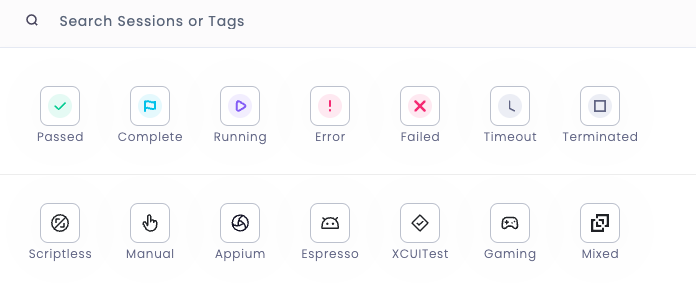 Search Sessions or Tags
Passed Complete Running Error Failed Timeout Terminated
Scriptless Manual Appium Espresso XCUITest Gaming Mixed